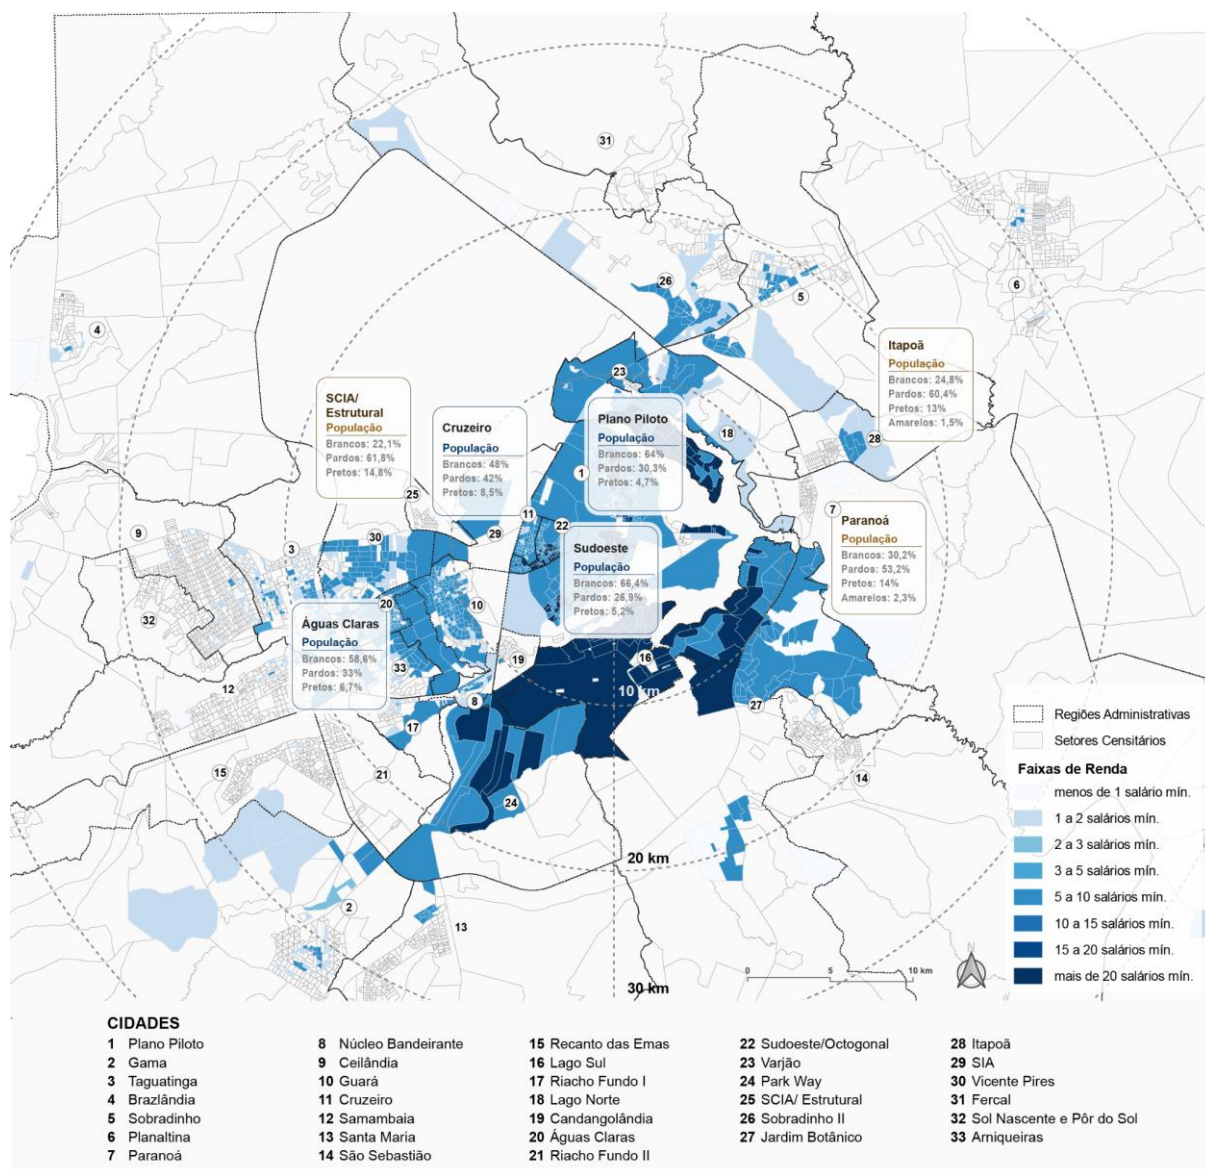 31
26
5
6
4
Itapoã
População
Brancos: 24,8%
Pardos: 60,4%
Pretos: 13%
Amarelos: 1,5%
23
SCIA/
Estrutural
População
Brancos: 22,1%
Pardos: 61,8%
Pretos: 14,8%
Cruzeiro
População
Brancos: 48%
Pardos: 42%
Pretos: 8,5%
Plano Piloto
População
Brancos: 64%
Pardos: 30,3%
Pretos: 4,7%
18
28
1
25
11
22
29
7
Paranoá
População
Brancos: 30,2%
Pardos: 53,2%
Pretos: 14%
Amarelos: 2,3%
9
3
30
Sudoeste
População
Brancos: 66,4%
Pardos: 26,9%
Pretos: 5,2%
20
10
32
Águas Claras
População
Brancos: 58,6%
Pardos: 33%
Pretos: 6,7%
33
19
16
12
10 km
8
27
17
15
21
14
24
20 km
2
13
30 km
Regiões Administrativas
Setores Censitários
Faixas de Renda
menos de 1 salário mín.
1 a 2 salários mín.
2 a 3 salários mín.
3 a 5 salários mín.
5 a 10 salários mín.
10 a 15 salários mín.
15 a 20 salários mín.
mais de 20 salários mín.
N
0 5 10 km
CIDADES
1 Plano Piloto
2 Gama
3 Taguatinga
4 Brazlândia
5 Sobradinho
6 Planaltina
7 Paranoá
8 Núcleo Bandeirante
9 Ceilândia
10 Guará
11 Cruzeiro
12 Samambaia
13 Santa Maria
14 São Sebastião
15 Recanto das Emas
16 Lago Sul
17 Riacho Fundo I
18 Lago Norte
19 Candangolândia
20 Águas Claras
21 Riacho Fundo II
22 Sudoeste/Octogonal
23 Varjão
24 Park Way
25 SCIA/ Estrutural
26 Sobradinho II
27 Jardim Botânico
28 Itapoã
29 SIA
30 Vicente Pires
31 Fercal
32 Sol Nascente e Pôr do Sol
33 Arniqueiras